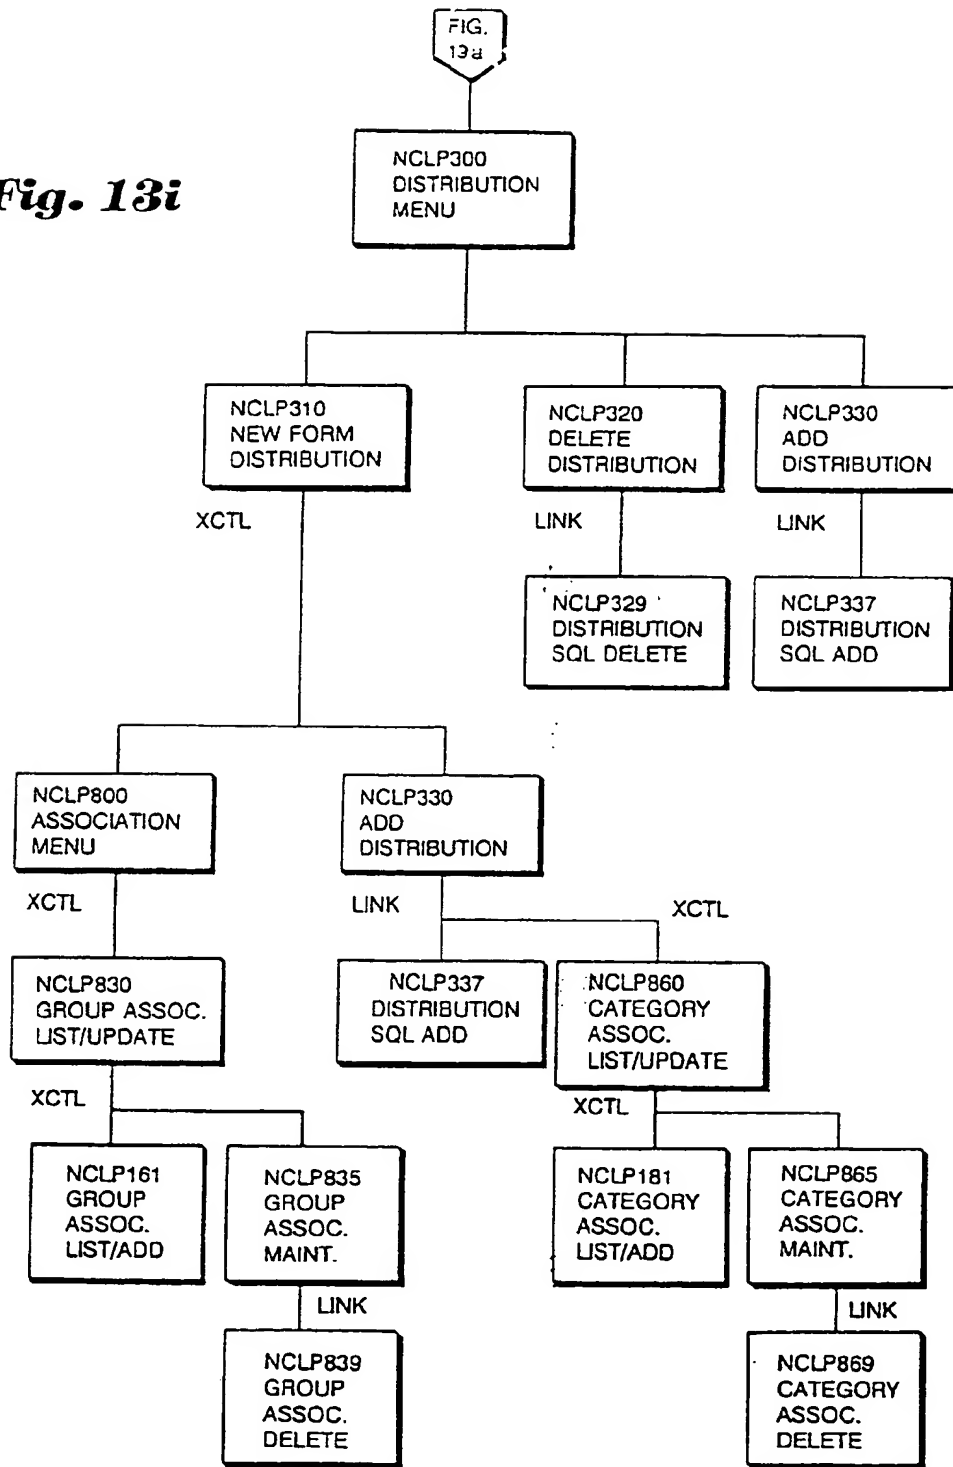 FIG.
13a
Fig. 13i
NCLP300
DISTRIBUTION
MENU
NCLP310
NEW FORM
DISTRIBUTION
NCLP320
DELETE
DISTRIBUTION
NCLP330
ADD
DISTRIBUTION
XCTL
LINK
LINK
NCLP329
DISTRIBUTION
SQL DELETE
NCLP337
DISTRIBUTION
SQL ADD
NCLP800
ASSOCIATION
MENU
NCLP330
ADD
DISTRIBUTION
XCTL
LINK
XCTL
NCLP830
GROUP ASSOC.
LIST/UPDATE
NCLP337
DISTRIBUTION
SQL ADD
NCLP860
CATEGORY
ASSOC.
LIST/UPDATE
XCTL
XCTL
NCLP161
GROUP
ASSOC.
LIST/ADD
NCLP835
GROUP
ASSOC.
MAINT.
NCLP181
CATEGORY
ASSOC.
LIST/ADD
NCLP865
CATEGORY
ASSOC.
MAINT.
LINK
LINK
NCLP839
GROUP
ASSOC.
DELETE
NCLP869
CATEGORY
ASSOC.
DELETE